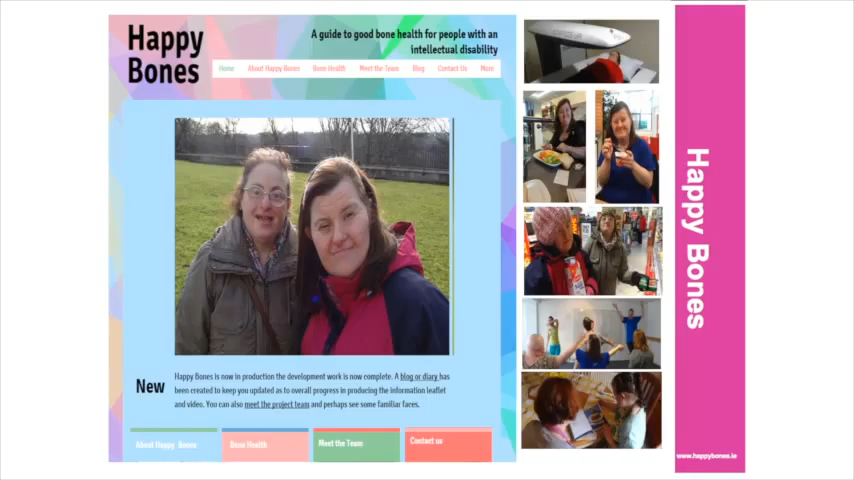 Happy
Bones
A guide to good bone health for people with an
intellectual disability
Home About Happy Bones Bone Health Meet the Team Blog Contact Us More
New
Happy Bones is now in production the development work is now complete. A blog or diary has
been created to keep you updated as to overall progress in producing the information leaflet
and video. You can also meet the project team and perhaps see some familiar faces.
About Happy Bones
Bone Health
Meet the Team
Contact us
Happy Bones
www.happybones.ie